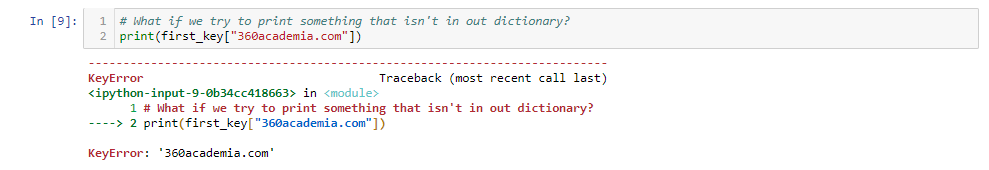 In [9]: 1 # What if we try to print something that isn't in out dictionary?
2 print(first_key["360academia.com"])
---------------------------------------------------------------------------
KeyError Traceback (most recent call last)
<ipython-input-9-0b34cc418663> in <module>
1 # What if we try to print something that isn't in out dictionary?
----> 2 print(first_key["360academia.com"])
KeyError: '360academia.com'